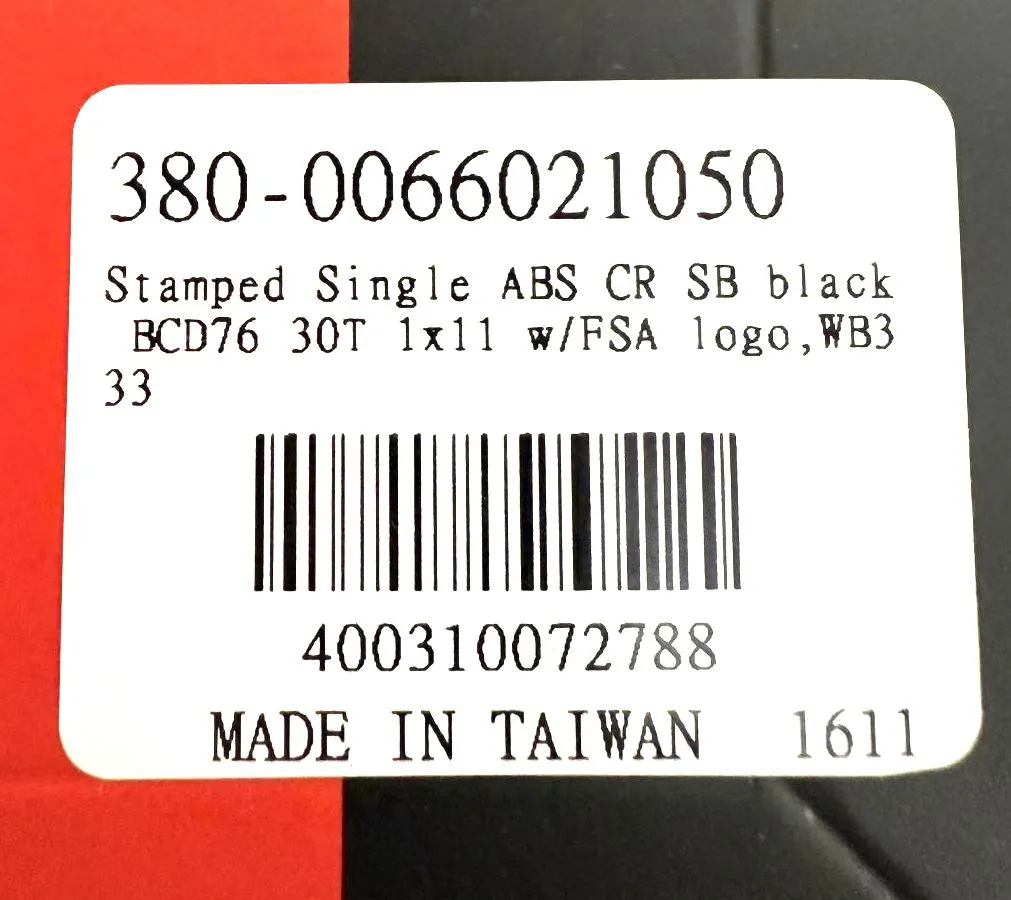 380-0066021050
Stamped Single ABS CR SB black
BCD76 30T 1x11 w/FSA logo,WB3
33
400310072788
MADE IN TAIWAN 1611